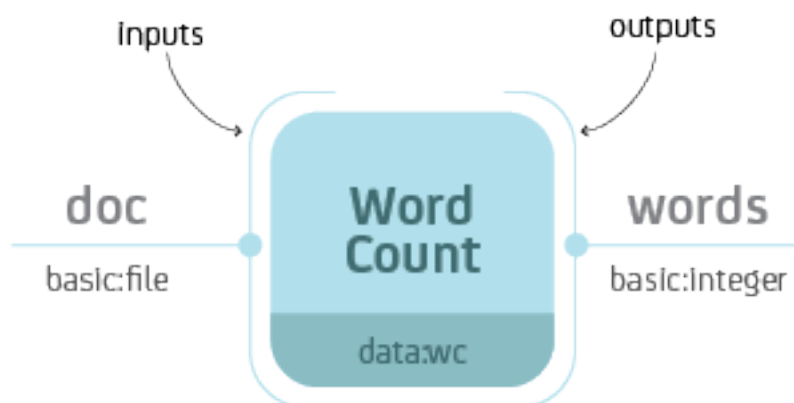 inputs
outputs
doc
basic:file
Word
Count
data:wc
words
basic:integer